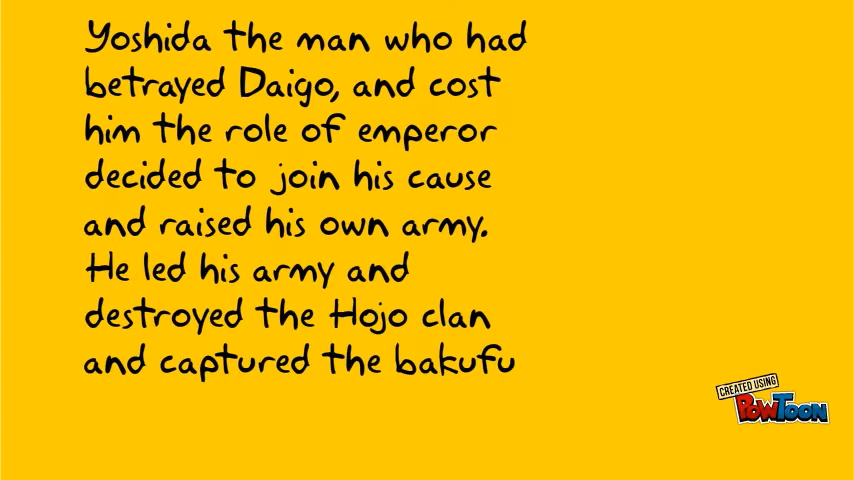 Yoshida the man who had
betrayed Daigo, and cost
him the role of emperor
decided to join his cause
and raised his own army.
He led his army and
destroyed the Hojo clan
and captured the bakufu
CREATED USING
PowToon